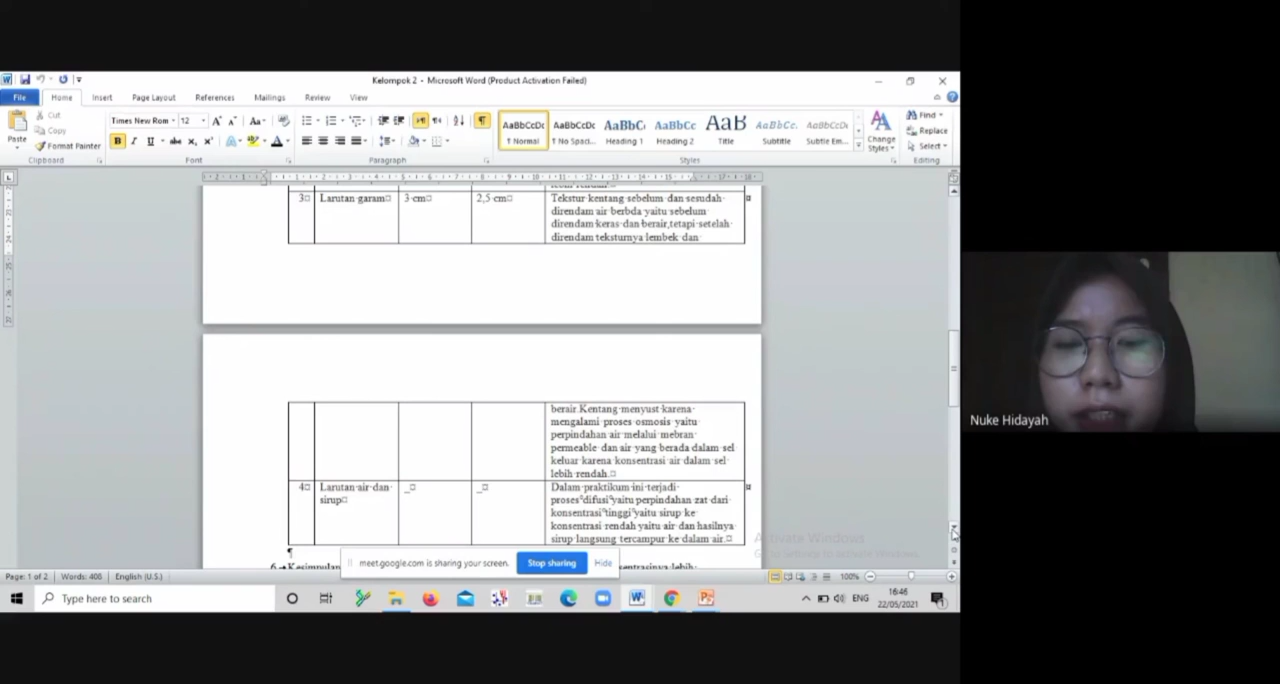 Kelompok 2 - Microsoft Word (Product Activation Failed)
File Home Insert Page Layout References Mailings Review View
Paste
Cut
Copy
Format Painter
Clipboard
Times New Rom 12
Font
Paragraph
AaBbCcDc AaBbCcDc AaBbC AaBbCc AaB AaBbCc. AaBbCcDi
¶ Normal ¶ No Spaci... Heading 1 Heading 2 Title Subtitle Subtle Em...
Styles
Change
Styles
Find
Replace
Select
Editing
3¤ Larutan garam¤ 3 cm¤ 2,5 cm¤ Tekstur kentang sebelum dan sesudah
direndam air berbda yaitu sebelum
direndam keras dan berair,tetapi setelah
direndam teksturnya lembek dan
berair.Kentang menyust karena
mengalami proses osmosis yaitu
perpindahan air melalui mebran
permeable dan air yang berada dalam sel
keluar karena konsentrasi air dalam sel
lebih rendah.¤
4¤ Larutan air dan
sirup¤
_¤ _¤ Dalam praktikum ini terjadi
proses difusi yaitu perpindahan zat dari
konsentrasi tinggi yaitu sirup ke
konsentrasi rendah yaitu air dan hasilnya
sirup langsung tercampur ke dalam air.¤
¶
Activate Windows
meet.google.com is sharing your screen. Stop sharing Hide
Page: 1 of 2 Words: 408 English (U.S.) 100%
Type here to search
ENG
16:46
22/05/2021
Nuke Hidayah